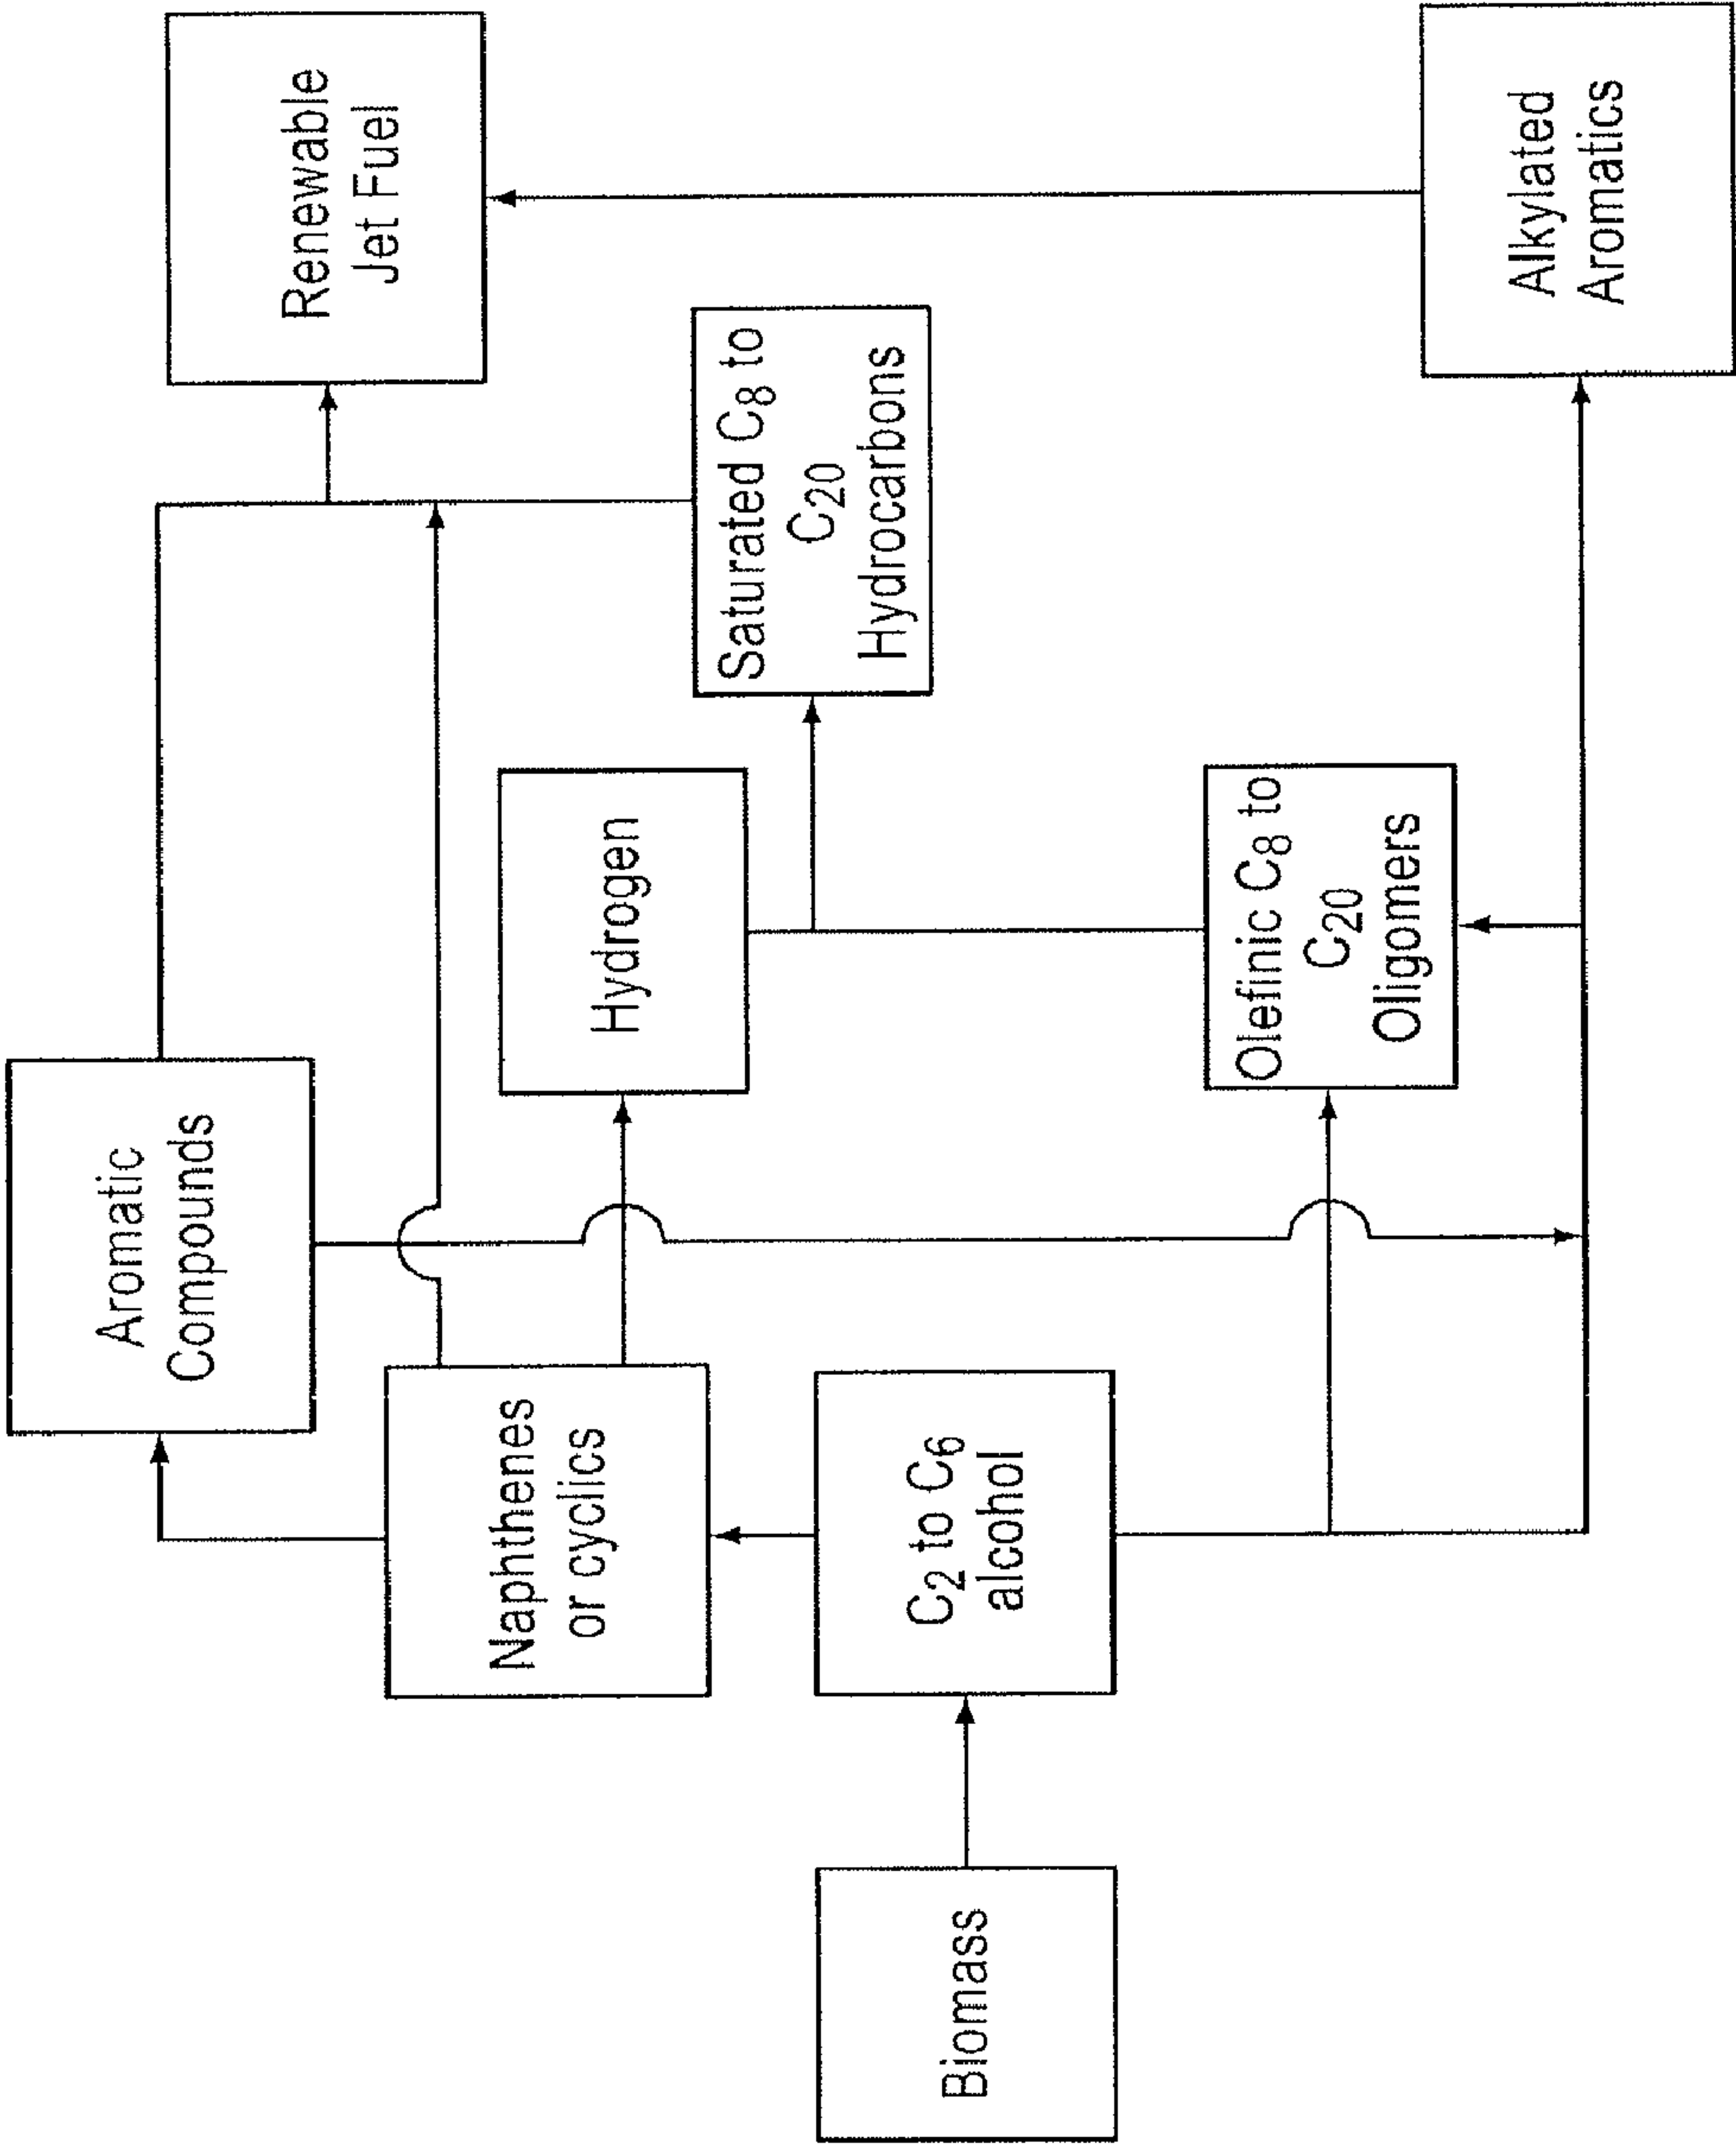 Biomass
C₂ to C₆
alcohol
Naphthenes
or cyclics
Aromatic
Compounds
Hydrogen
Olefinic C₈ to
C₂₀
Oligomers
Saturated C₈ to
C₂₀
Hydrocarbons
Renewable
Jet Fuel
Alkylated
Aromatics